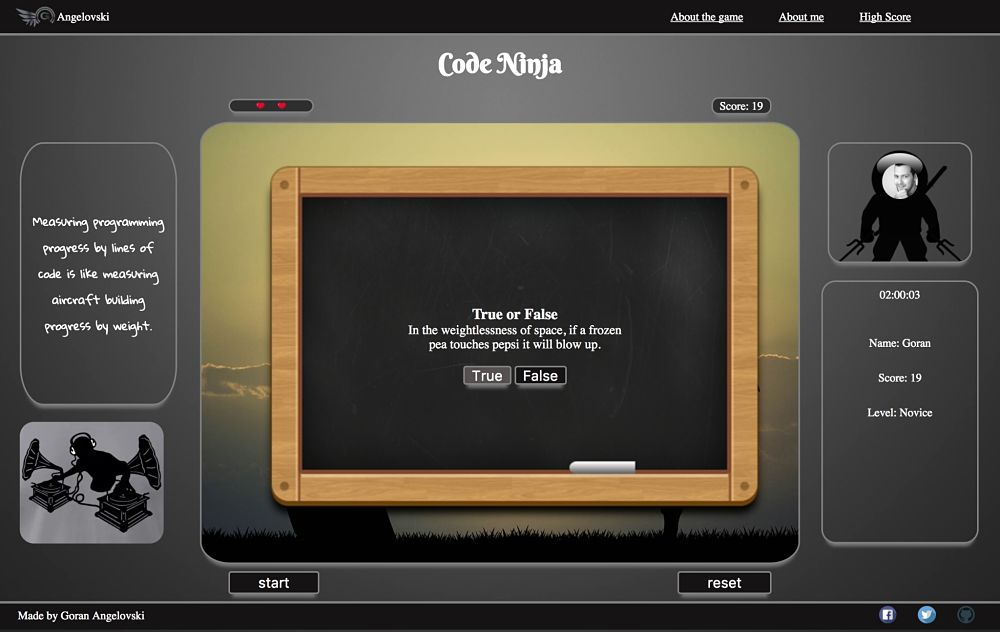 Angelovski
About the game
About me
High Score
Code Ninja
Score: 19
Measuring programming
progress by lines of
code is like measuring
aircraft building
progress by weight.
True or False
In the weightlessness of space, if a frozen
pea touches pepsi it will blow up.
True
False
02:00:03
Name: Goran
Score: 19
Level: Novice
start
reset
Made by Goran Angelovski